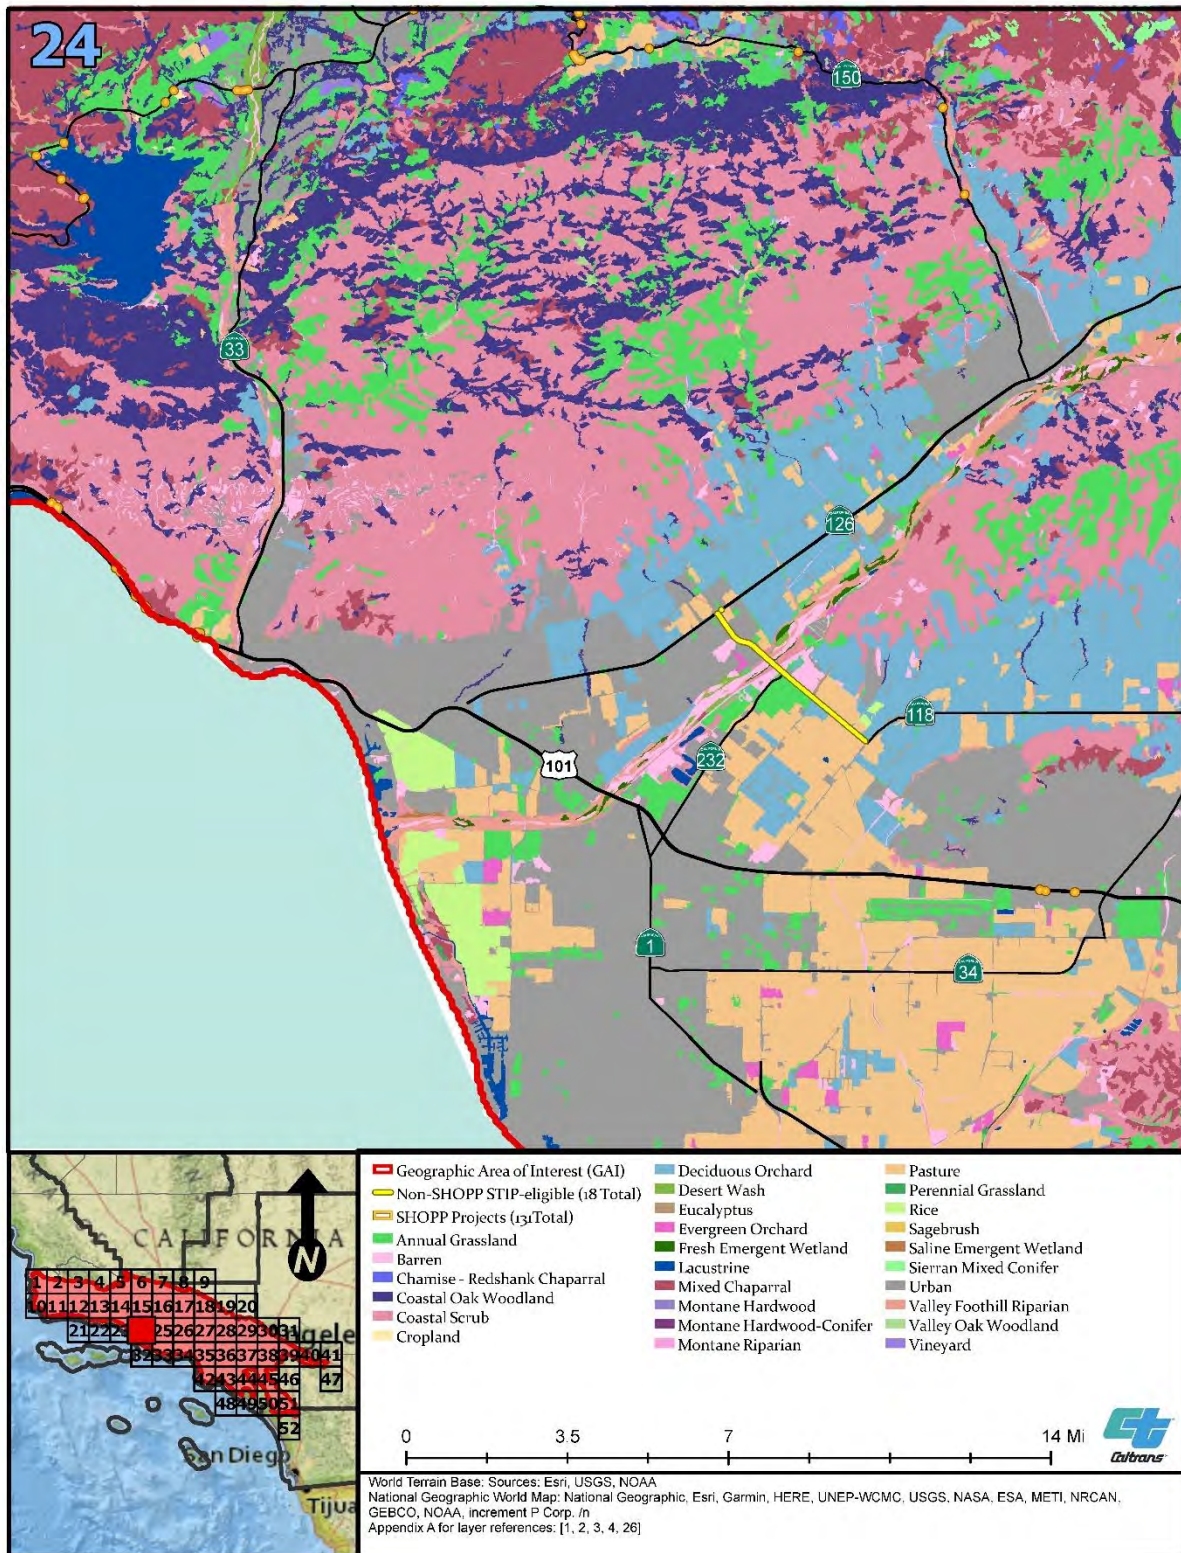 24
150
33
126
118
101
232
1
34
Geographic Area of Interest (GAI)
Non-SHOPP STIP-eligible (18 Total)
SHOPP Projects (131Total)
Annual Grassland
Barren
Chamise - Redshank Chaparral
Coastal Oak Woodland
Coastal Scrub
Cropland
Deciduous Orchard
Desert Wash
Eucalyptus
Evergreen Orchard
Fresh Emergent Wetland
Lacustrine
Mixed Chaparral
Montane Hardwood
Montane Hardwood-Conifer
Montane Riparian
Pasture
Perennial Grassland
Rice
Sagebrush
Saline Emergent Wetland
Sierran Mixed Conifer
Urban
Valley Foothill Riparian
Valley Oak Woodland
Vineyard
CALIFORNIA
N
1 2 3 4 5 6 7 8 9
10 11 12 13 14 15 16 17 18 19 20
21 22 25 26 27 28 29 30 31
32 33 34 35 36 37 38 39 40 41
42 43 44 45 46 47
48 49 50 51
52
San Diego
Tijua
0 3.5 7 14 Mi
Caltrans
World Terrain Base: Sources: Esri, USGS, NOAA
National Geographic World Map: National Geographic, Esri, Garmin, HERE, UNEP-WCMC, USGS, NASA, ESA, METI, NRCAN,
GEBCO, NOAA, increment P Corp. /n
Appendix A for layer references: [1, 2, 3, 4, 26]